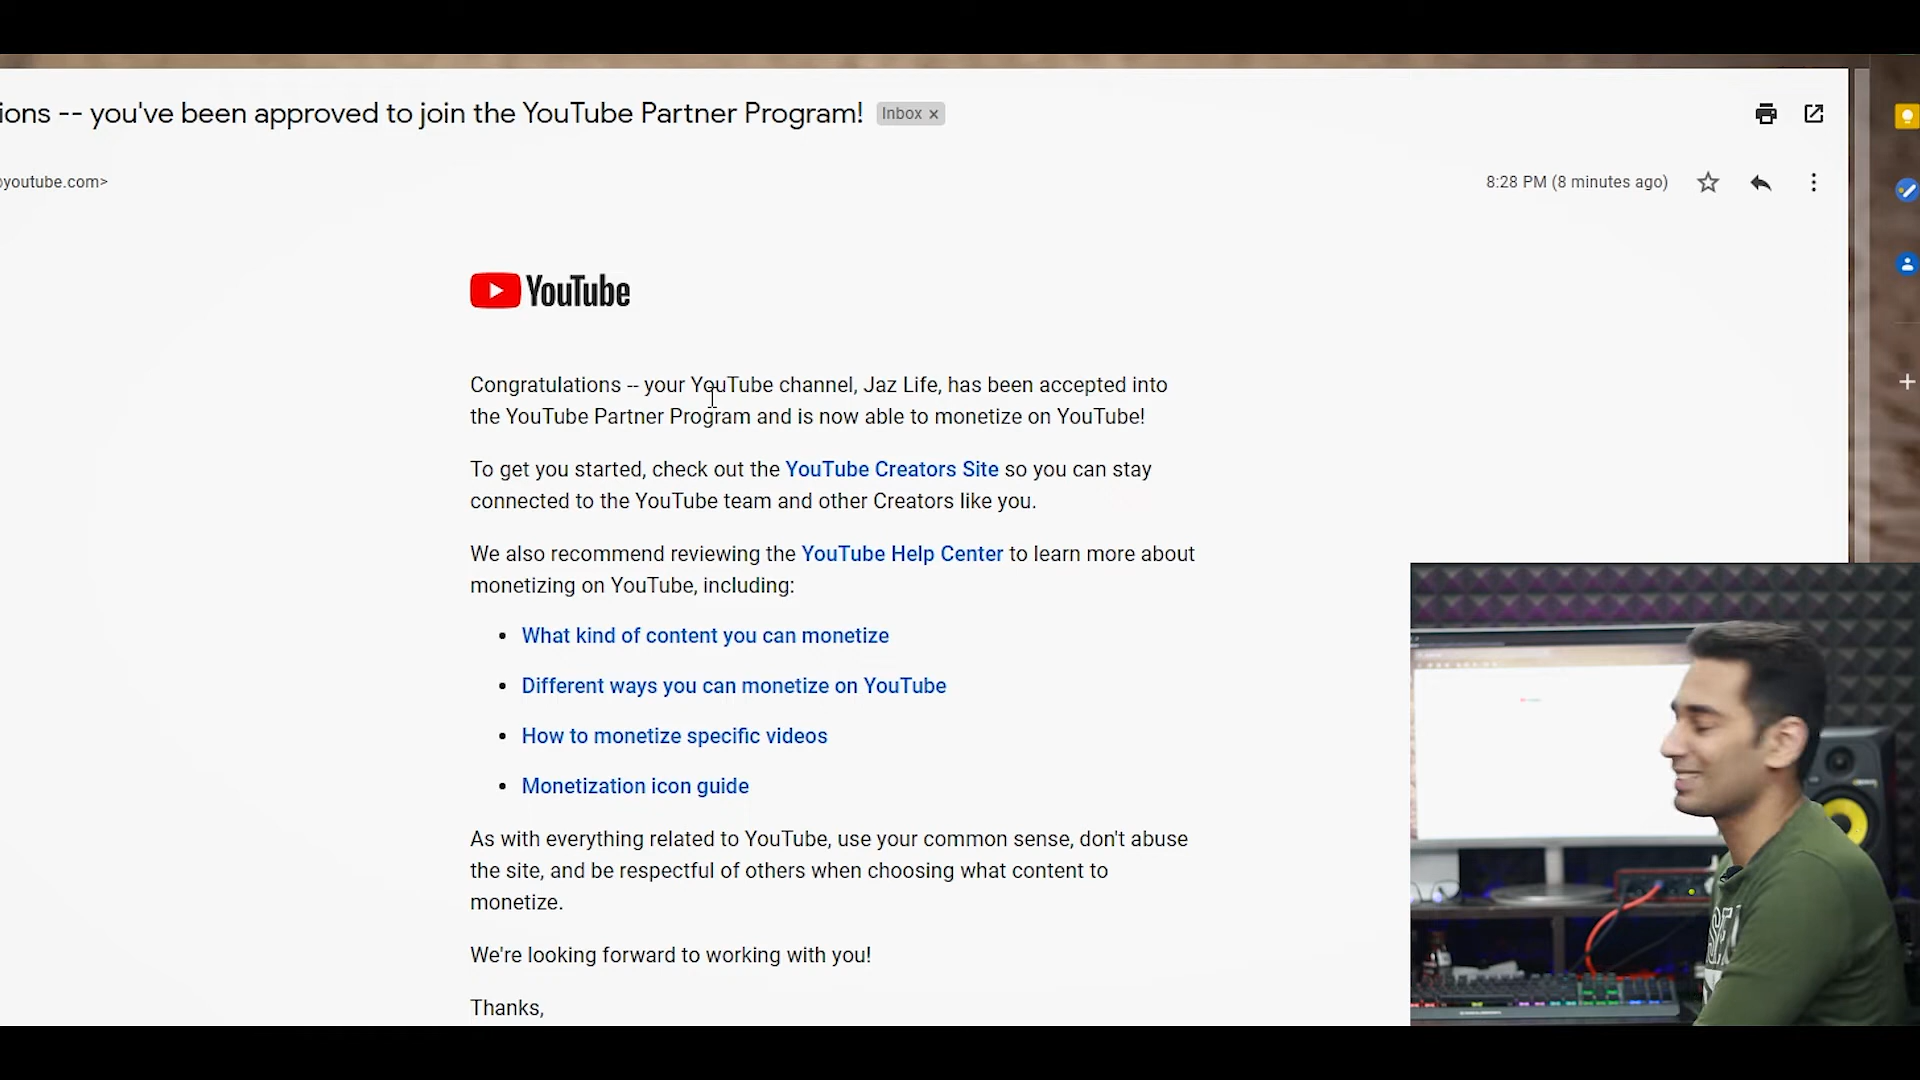 ions -- you've been approved to join the YouTube Partner Program! Inbox ×
youtube.com>
8:28 PM (8 minutes ago)
YouTube
Congratulations -- your YouTube channel, Jaz Life, has been accepted into
the YouTube Partner Program and is now able to monetize on YouTube!
To get you started, check out the YouTube Creators Site so you can stay
connected to the YouTube team and other Creators like you.
We also recommend reviewing the YouTube Help Center to learn more about
monetizing on YouTube, including:
• What kind of content you can monetize
• Different ways you can monetize on YouTube
• How to monetize specific videos
• Monetization icon guide
As with everything related to YouTube, use your common sense, don't abuse
the site, and be respectful of others when choosing what content to
monetize.
We're looking forward to working with you!
Thanks,